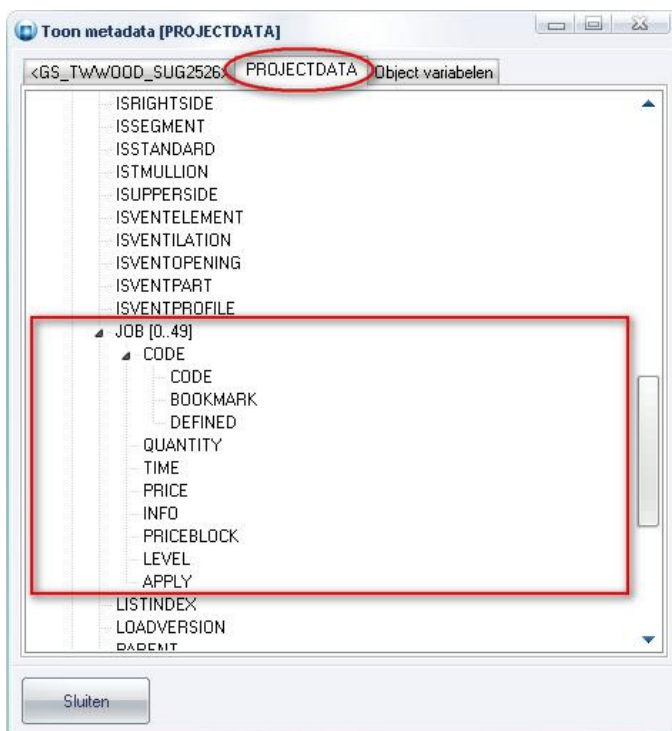 Toon metadata [PROJECTDATA]
<GS_TWWOOD_SUG2526> PROJECTDATA Object variabelen
ISRIGHTSIDE
ISSEGMENT
ISSTANDARD
ISTMULLION
ISUPPERSIDE
ISVENTELEMENT
ISVENTILATION
ISVENTOPENING
ISVENTPART
ISVENTPROFILE
JOB [0..49]
CODE
CODE
BOOKMARK
DEFINED
QUANTITY
TIME
PRICE
INFO
PRICEBLOCK
LEVEL
APPLY
LISTINDEX
LOADVERSION
PARENT
Sluiten